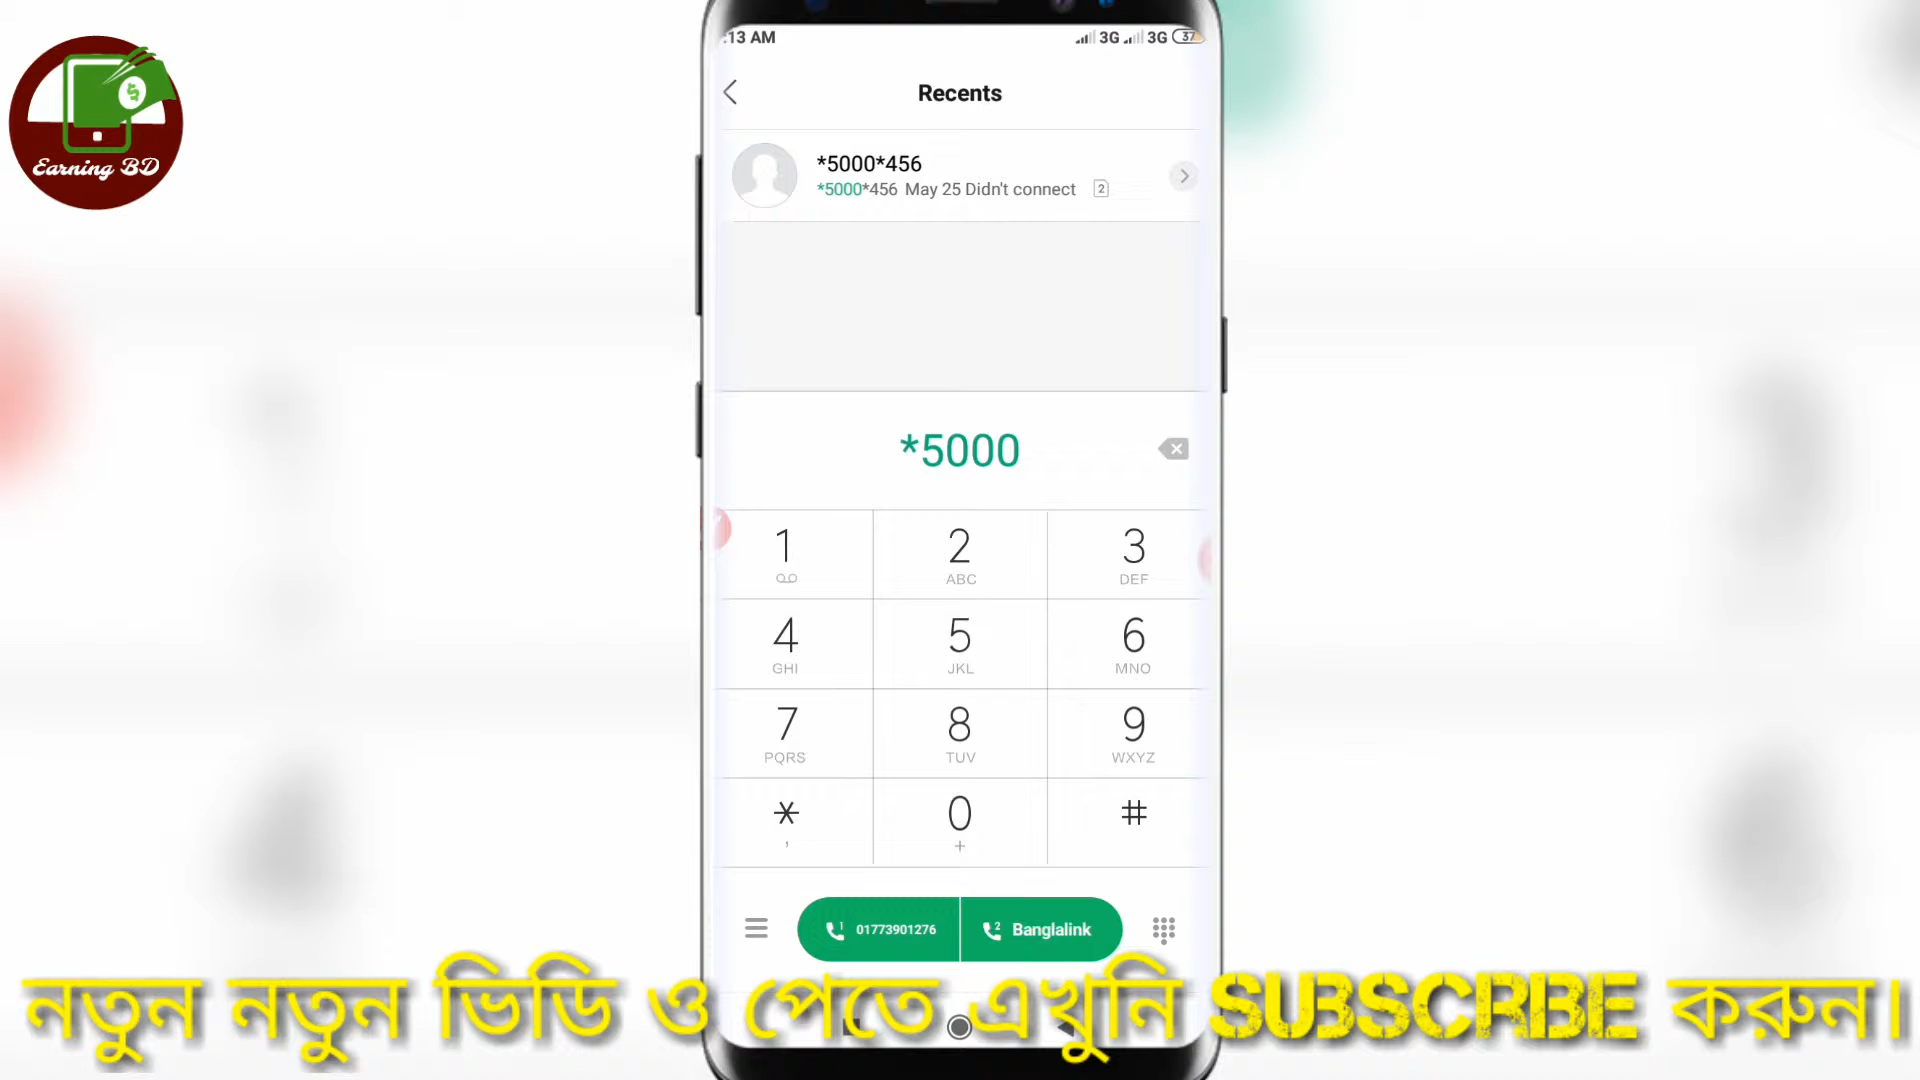 :13 AM
3G 3G 37
Recents
Earning BD
*5000*456
*5000*456 May 25 Didn't connect 2
*5000
1 2 3
ABC DEF
4 5 6
GHI JKL MNO
7 8 9
PQRS TUV WXYZ
* 0 #
, +
1 01773901276 2 Banglalink
নতুন নতুন ভিডি ও পেতে এখুনি SUBSCRIBE করুন।